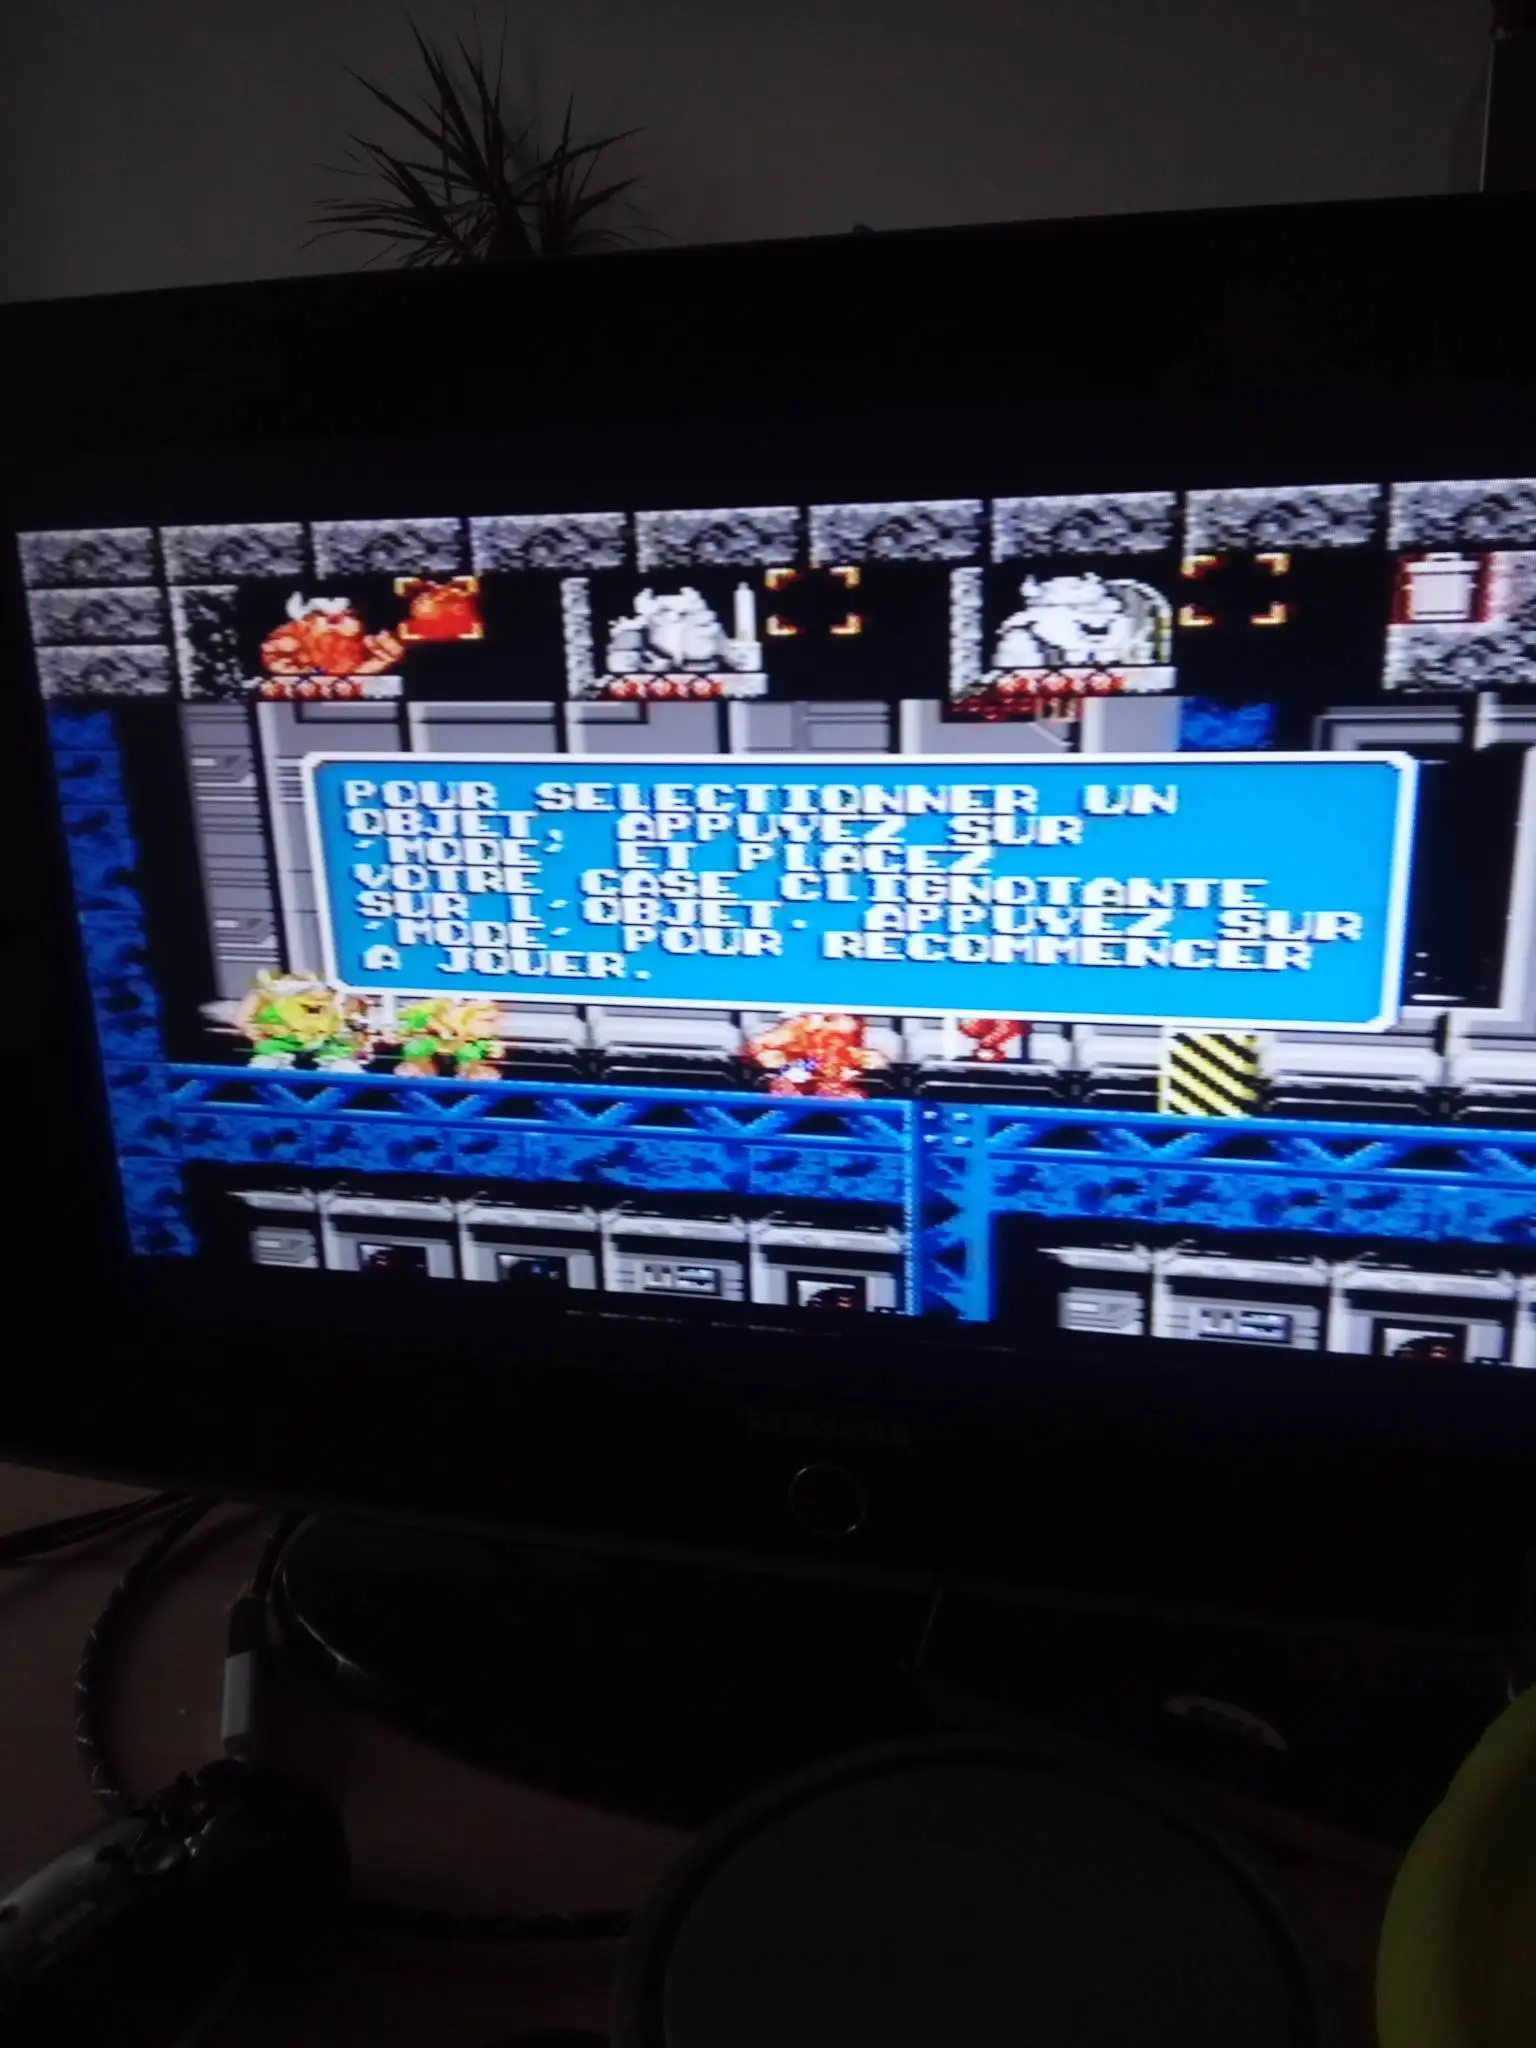 POUR SELECTIONNER UN
OBJET, APPUYEZ SUR
'MODE' ET PLACEZ
VOTRE CASE CLIGNOTANTE
SUR L'OBJET. APPUYEZ SUR
'MODE' POUR RECOMMENCER
A JOUER.